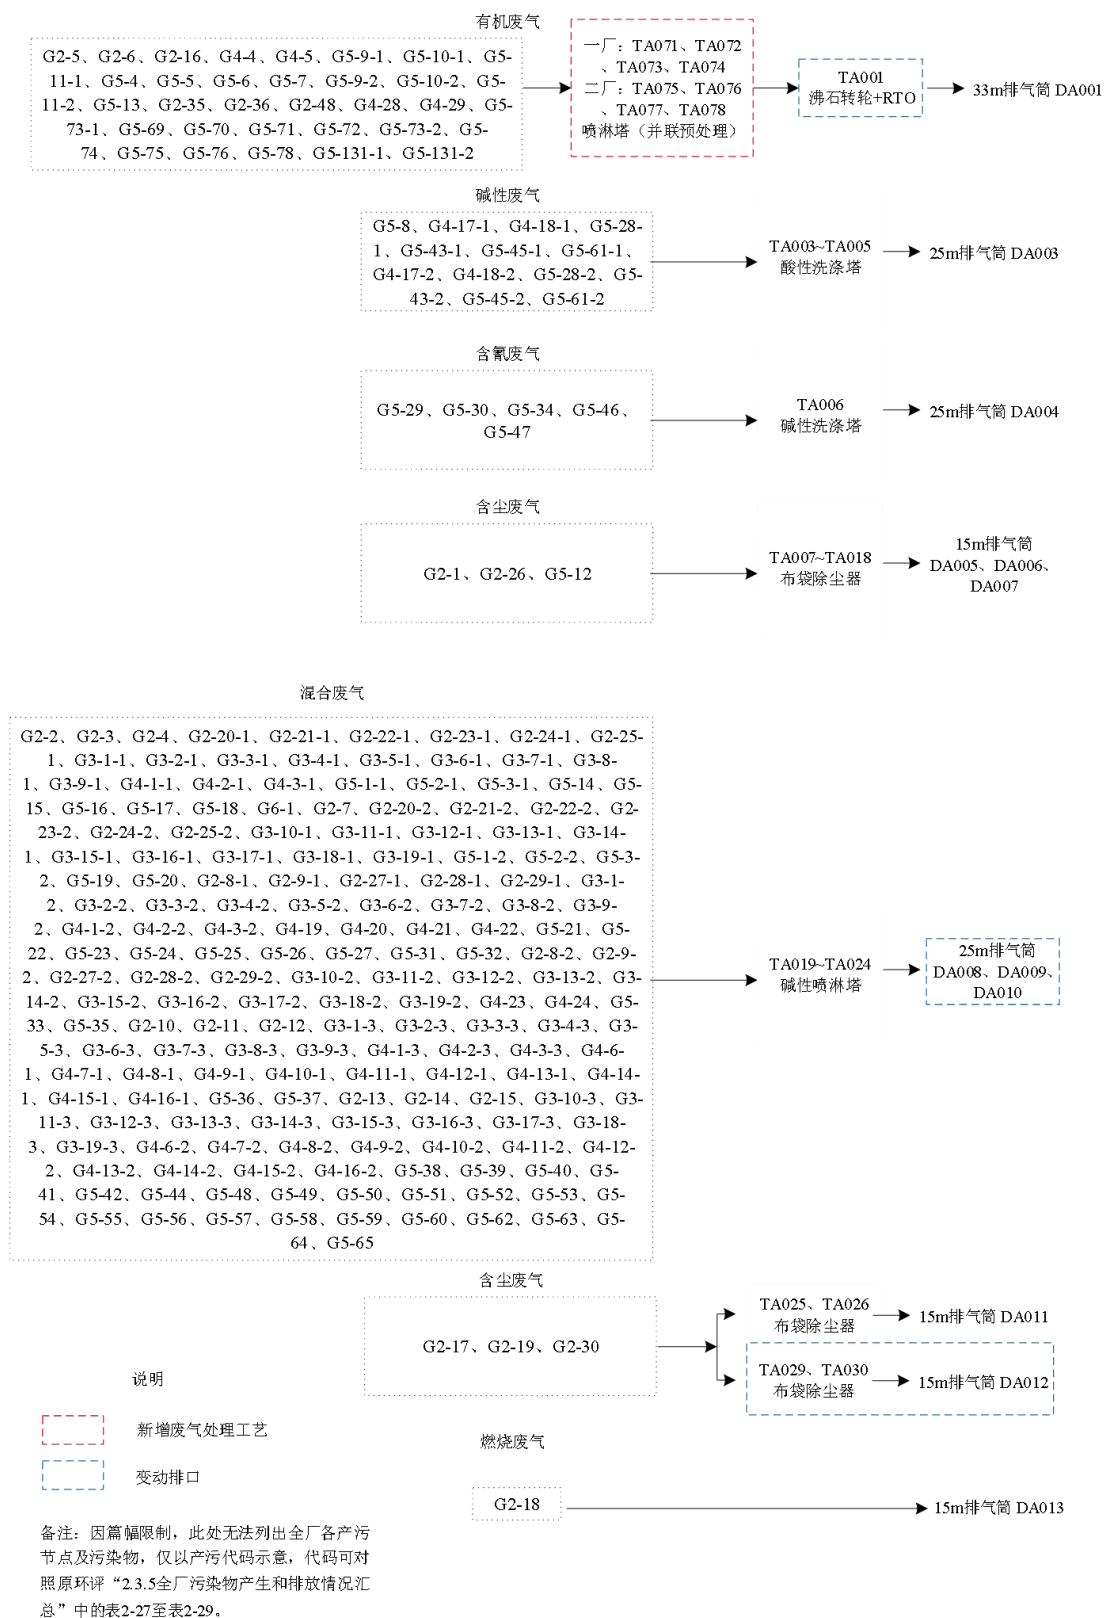 有机废气
G2-5、G2-6、G2-16、G4-4、G4-5、G5-9-1、G5-10-1、G5-
11-1、G5-4、G5-5、G5-6、G5-7、G5-9-2、G5-10-2、G5-
11-2、G5-13、G2-35、G2-36、G2-48、G4-28、G4-29、G5-
73-1、G5-69、G5-70、G5-71、G5-72、G5-73-2、G5-
74、G5-75、G5-76、G5-78、G5-131-1、G5-131-2
一厂：TA071、TA072
、TA073、TA074
二厂：TA075、TA076
、TA077、TA078
喷淋塔（并联预处理）
TA001
沸石转轮+RTO
33m排气筒 DA001
碱性废气
G5-8、G4-17-1、G4-18-1、G5-28-
1、G5-43-1、G5-45-1、G5-61-1、
G4-17-2、G4-18-2、G5-28-2、G5-
43-2、G5-45-2、G5-61-2
TA003~TA005
酸性洗涤塔
25m排气筒 DA003
含氰废气
G5-29、G5-30、G5-34、G5-46、
G5-47
TA006
碱性洗涤塔
25m排气筒 DA004
含尘废气
G2-1、G2-26、G5-12
TA007~TA018
布袋除尘器
15m排气筒
DA005、DA006、
DA007
混合废气
G2-2、G2-3、G2-4、G2-20-1、G2-21-1、G2-22-1、G2-23-1、G2-24-1、G2-25-
1、G3-1-1、G3-2-1、G3-3-1、G3-4-1、G3-5-1、G3-6-1、G3-7-1、G3-8-
1、G3-9-1、G4-1-1、G4-2-1、G4-3-1、G5-1-1、G5-2-1、G5-3-1、G5-14、G5-
15、G5-16、G5-17、G5-18、G6-1、G2-7、G2-20-2、G2-21-2、G2-22-2、G2-
23-2、G2-24-2、G2-25-2、G3-10-1、G3-11-1、G3-12-1、G3-13-1、G3-14-
1、G3-15-1、G3-16-1、G3-17-1、G3-18-1、G3-19-1、G5-1-2、G5-2-2、G5-3-
2、G5-19、G5-20、G2-8-1、G2-9-1、G2-27-1、G2-28-1、G2-29-1、G3-1-
2、G3-2-2、G3-3-2、G3-4-2、G3-5-2、G3-6-2、G3-7-2、G3-8-2、G3-9-
2、G4-1-2、G4-2-2、G4-3-2、G4-19、G4-20、G4-21、G4-22、G5-21、G5-
22、G5-23、G5-24、G5-25、G5-26、G5-27、G5-31、G5-32、G2-8-2、G2-9-
2、G2-27-2、G2-28-2、G2-29-2、G3-10-2、G3-11-2、G3-12-2、G3-13-2、G3-
14-2、G3-15-2、G3-16-2、G3-17-2、G3-18-2、G3-19-2、G4-23、G4-24、G5-
33、G5-35、G2-10、G2-11、G2-12、G3-1-3、G3-2-3、G3-3-3、G3-4-3、G3-
5-3、G3-6-3、G3-7-3、G3-8-3、G3-9-3、G4-1-3、G4-2-3、G4-3-3、G4-6-
1、G4-7-1、G4-8-1、G4-9-1、G4-10-1、G4-11-1、G4-12-1、G4-13-1、G4-14-
1、G4-15-1、G4-16-1、G5-36、G5-37、G2-13、G2-14、G2-15、G3-10-3、G3-
11-3、G3-12-3、G3-13-3、G3-14-3、G3-15-3、G3-16-3、G3-17-3、G3-18-
3、G3-19-3、G4-6-2、G4-7-2、G4-8-2、G4-9-2、G4-10-2、G4-11-2、G4-12-
2、G4-13-2、G4-14-2、G4-15-2、G4-16-2、G5-38、G5-39、G5-40、G5-
41、G5-42、G5-44、G5-48、G5-49、G5-50、G5-51、G5-52、G5-53、G5-
54、G5-55、G5-56、G5-57、G5-58、G5-59、G5-60、G5-62、G5-63、G5-
64、G5-65
TA019~TA024
碱性喷淋塔
25m排气筒
DA008、DA009、
DA010
含尘废气
G2-17、G2-19、G2-30
TA025、TA026
布袋除尘器
15m排气筒 DA011
TA029、TA030
布袋除尘器
15m排气筒 DA012
说明
新增废气处理工艺
变动排口
燃烧废气
G2-18
15m排气筒 DA013
备注：因篇幅限制，此处无法列出全厂各产污
节点及污染物，仅以产污代码示意，代码可对
照原环评“2.3.5全厂污染物产生和排放情况汇
总”中的表2-27至表2-29。